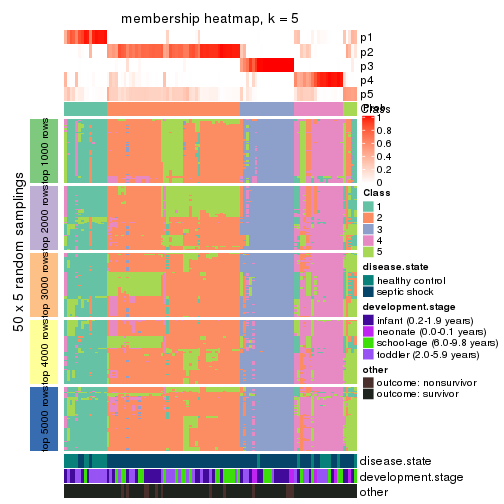 membership heatmap, k = 5
p1
p2
p3
p4
p5
Prob
Class
1
0.8
0.6
0.4
0.2
0
Class
1
2
3
4
5
disease.state
healthy control
septic shock
development.stage
infant (0.2-1.9 years)
neonate (0.0-0.1 years)
school-age (6.0-9.8 years)
toddler (2.0-5.9 years)
other
outcome: nonsurvivor
outcome: survivor
50 x 5 random samplings
top 1000 rows
top 2000 rows
top 3000 rows
top 4000 rows
top 5000 rows
disease.state
development.stage
other